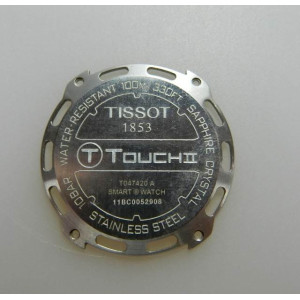 WATER-RESISTANT 100M/330FT SAPPHIRE CRYSTAL
TISSOT
1853
T TOUCH II
T047420 A
SMART @ WATCH
11BC0052908
10BAR STAINLESS STEEL